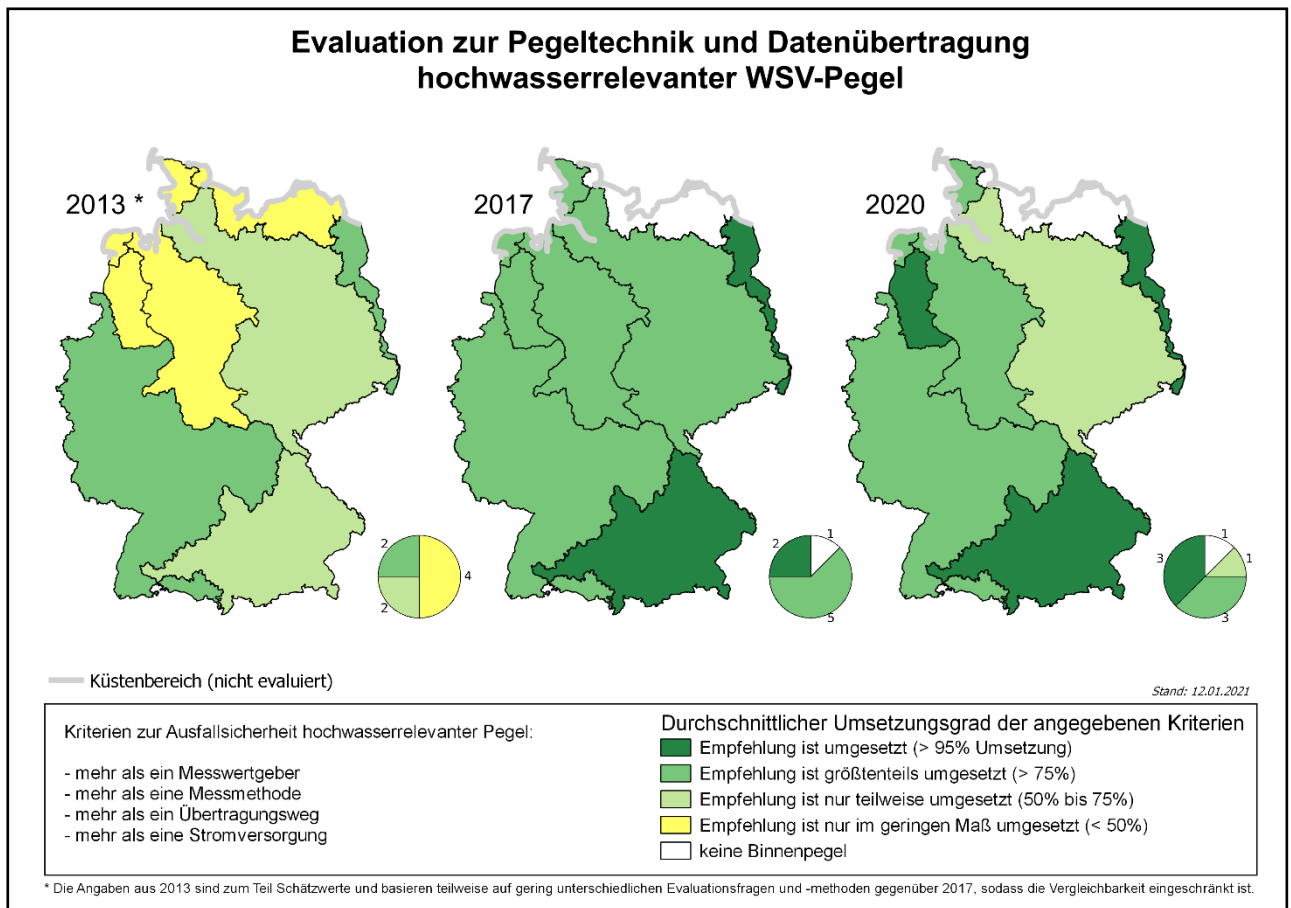 Evaluation zur Pegeltechnik und Datenübertragung
hochwasserrelevanter WSV-Pegel
2013 *
2017
2020
2
4
2
1
2
5
1
1
3
3
Küstenbereich (nicht evaluiert)
Stand: 12.01.2021
Kriterien zur Ausfallsicherheit hochwasserrelevanter Pegel:
- mehr als ein Messwertgeber
- mehr als eine Messmethode
- mehr als ein Übertragungsweg
- mehr als eine Stromversorgung
Durchschnittlicher Umsetzungsgrad der angegebenen Kriterien
Empfehlung ist umgesetzt (> 95% Umsetzung)
Empfehlung ist größtenteils umgesetzt (> 75%)
Empfehlung ist nur teilweise umgesetzt (50% bis 75%)
Empfehlung ist nur im geringen Maß umgesetzt (< 50%)
keine Binnenpegel
* Die Angaben aus 2013 sind zum Teil Schätzwerte und basieren teilweise auf gering unterschiedlichen Evaluationsfragen und -methoden gegenüber 2017, sodass die Vergleichbarkeit eingeschränkt ist.